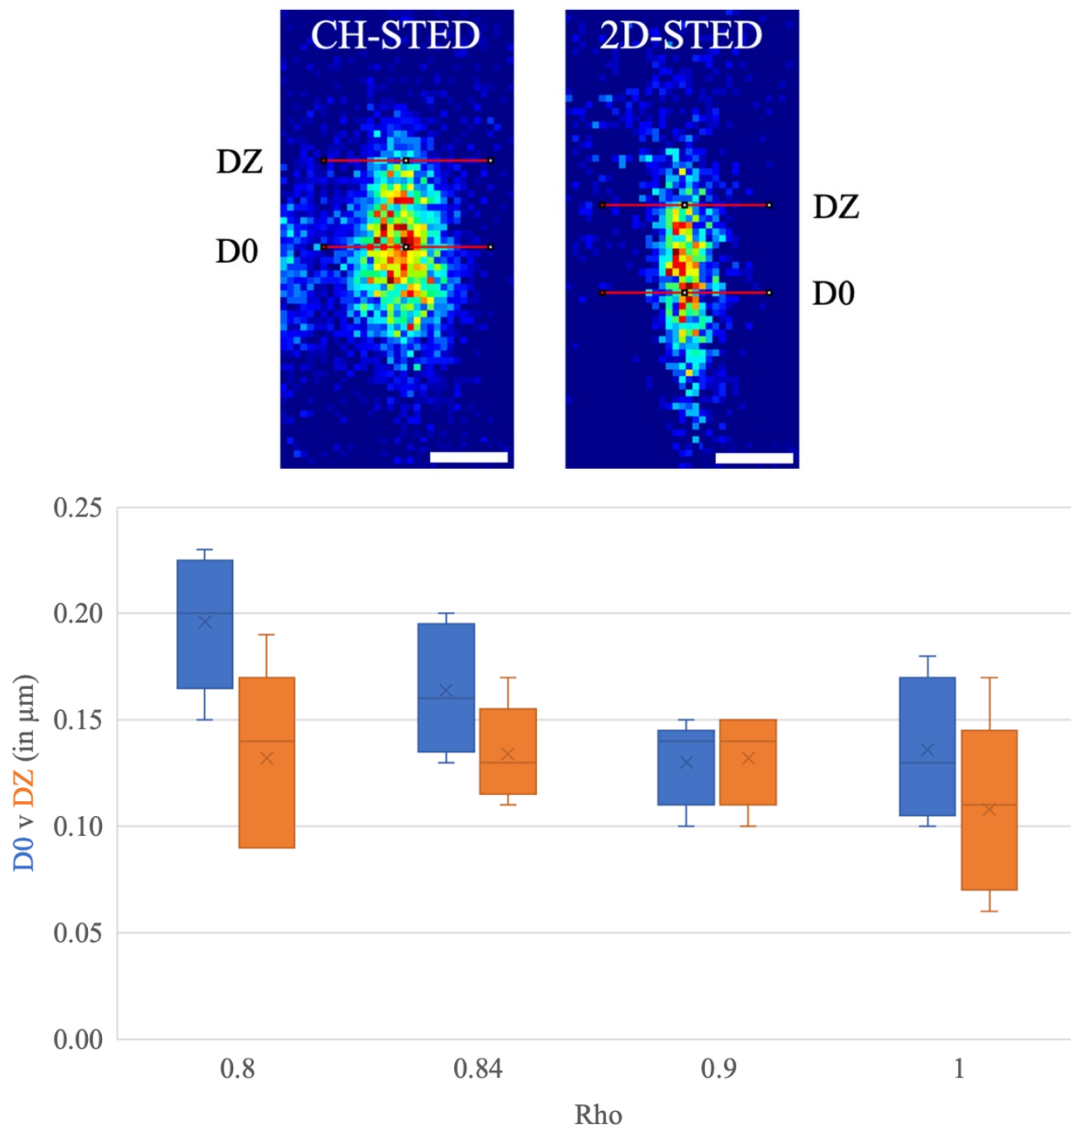 CH-STED
2D-STED
DZ
D0
DZ
D0
D0 v DZ (in μm)
0.25
0.20
0.15
0.10
0.05
0.00
0.8
0.84
0.9
1
Rho